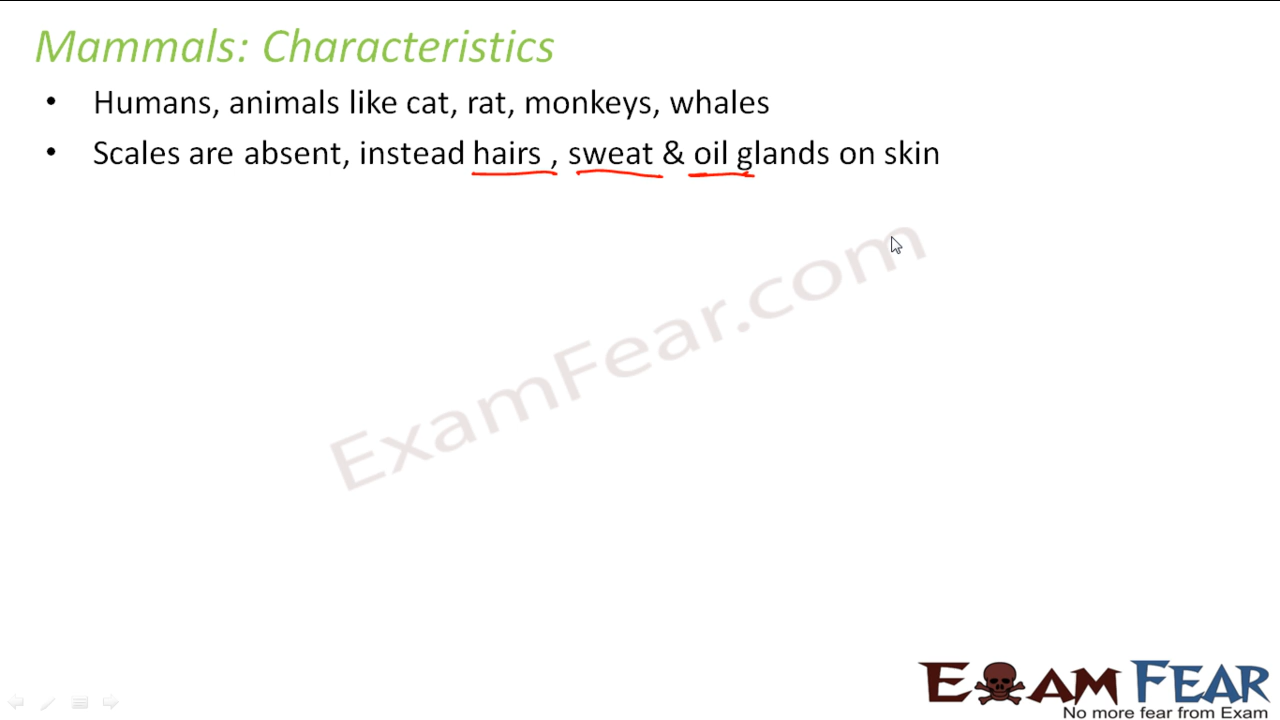 Mammals: Characteristics
• Humans, animals like cat, rat, monkeys, whales
• Scales are absent, instead hairs , sweat & oil glands on skin
ExamFear.com
EXAM FEAR
No more fear from Exam